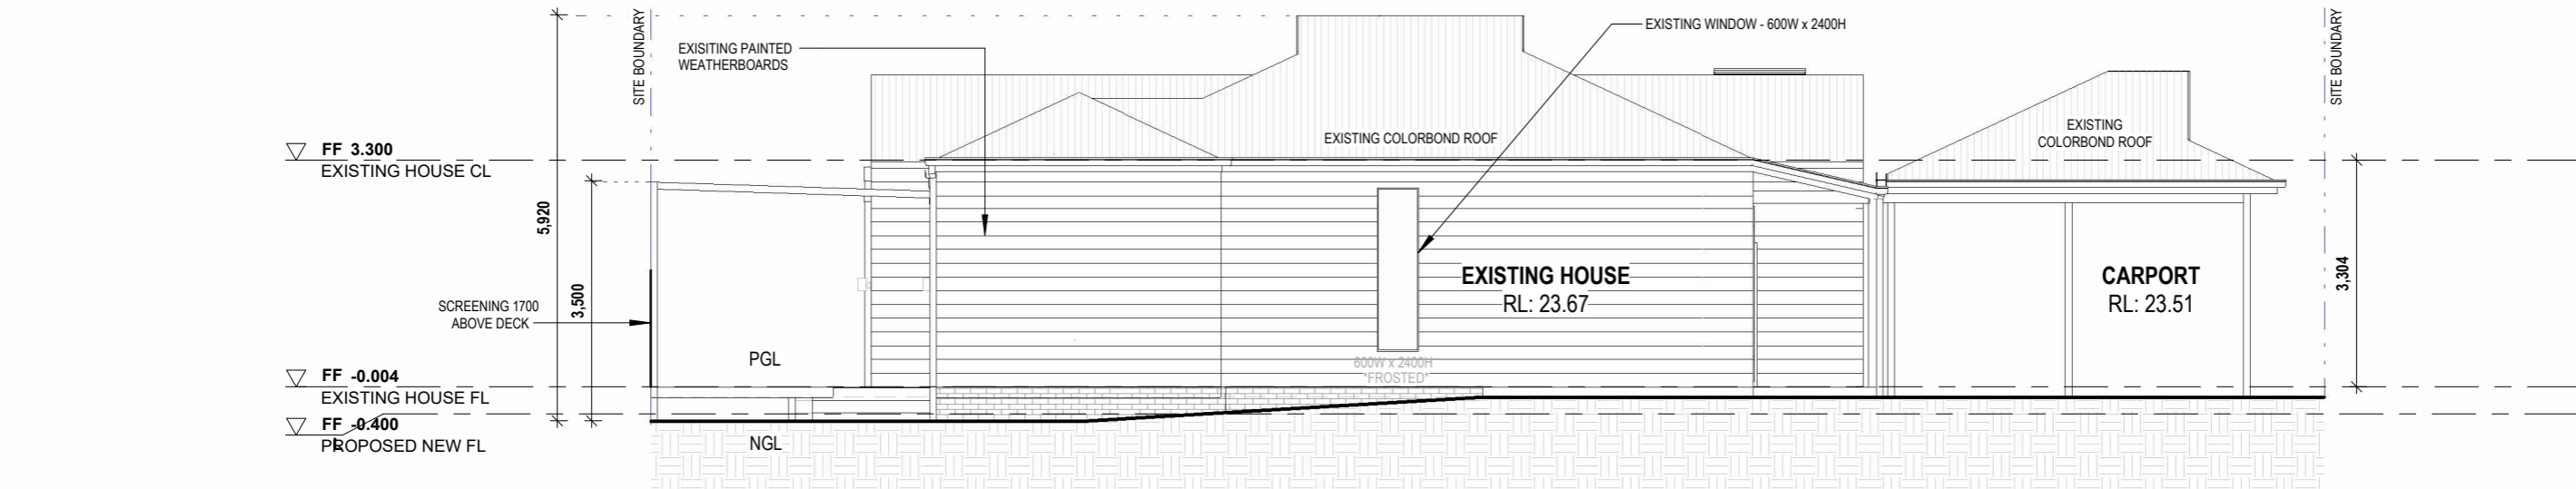 SITE BOUNDARY
EXISITING PAINTED
WEATHERBOARDS
EXISTING WINDOW - 600W x 2400H
SITE BOUNDARY
EXISTING COLORBOND ROOF
EXISTING
COLORBOND ROOF
FF 3.300
EXISTING HOUSE CL
5,920
3,500
SCREENING 1700
ABOVE DECK
EXISTING HOUSE
RL: 23.67
CARPORT
RL: 23.51
3,304
PGL
600W x 2400H
*FROSTED*
FF -0.004
EXISTING HOUSE FL
FF -0.400
PROPOSED NEW FL
NGL